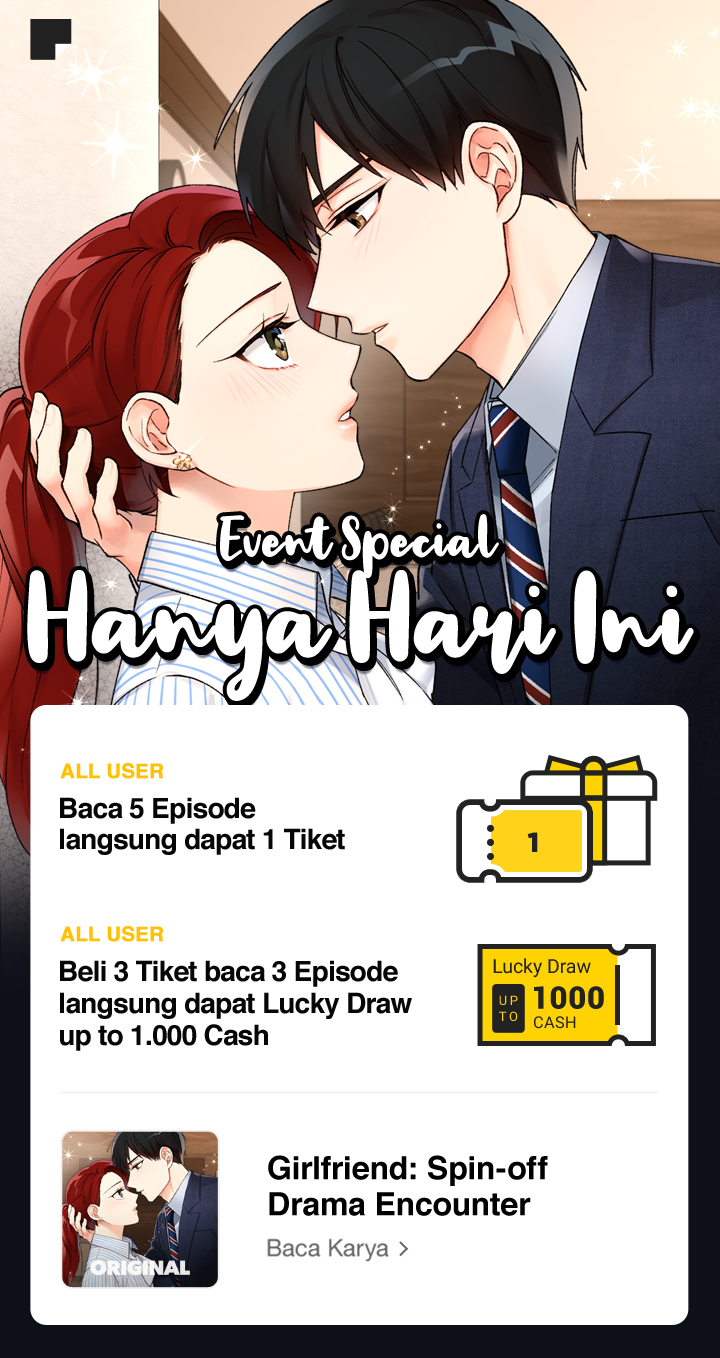 Event Special
Hanya Hari Ini
ALL USER
Baca 5 Episode
langsung dapat 1 Tiket
1
ALL USER
Beli 3 Tiket baca 3 Episode
langsung dapat Lucky Draw
up to 1.000 Cash
Lucky Draw
UP TO 1000
CASH
ORIGINAL
Girlfriend: Spin-off
Drama Encounter
Baca Karya >